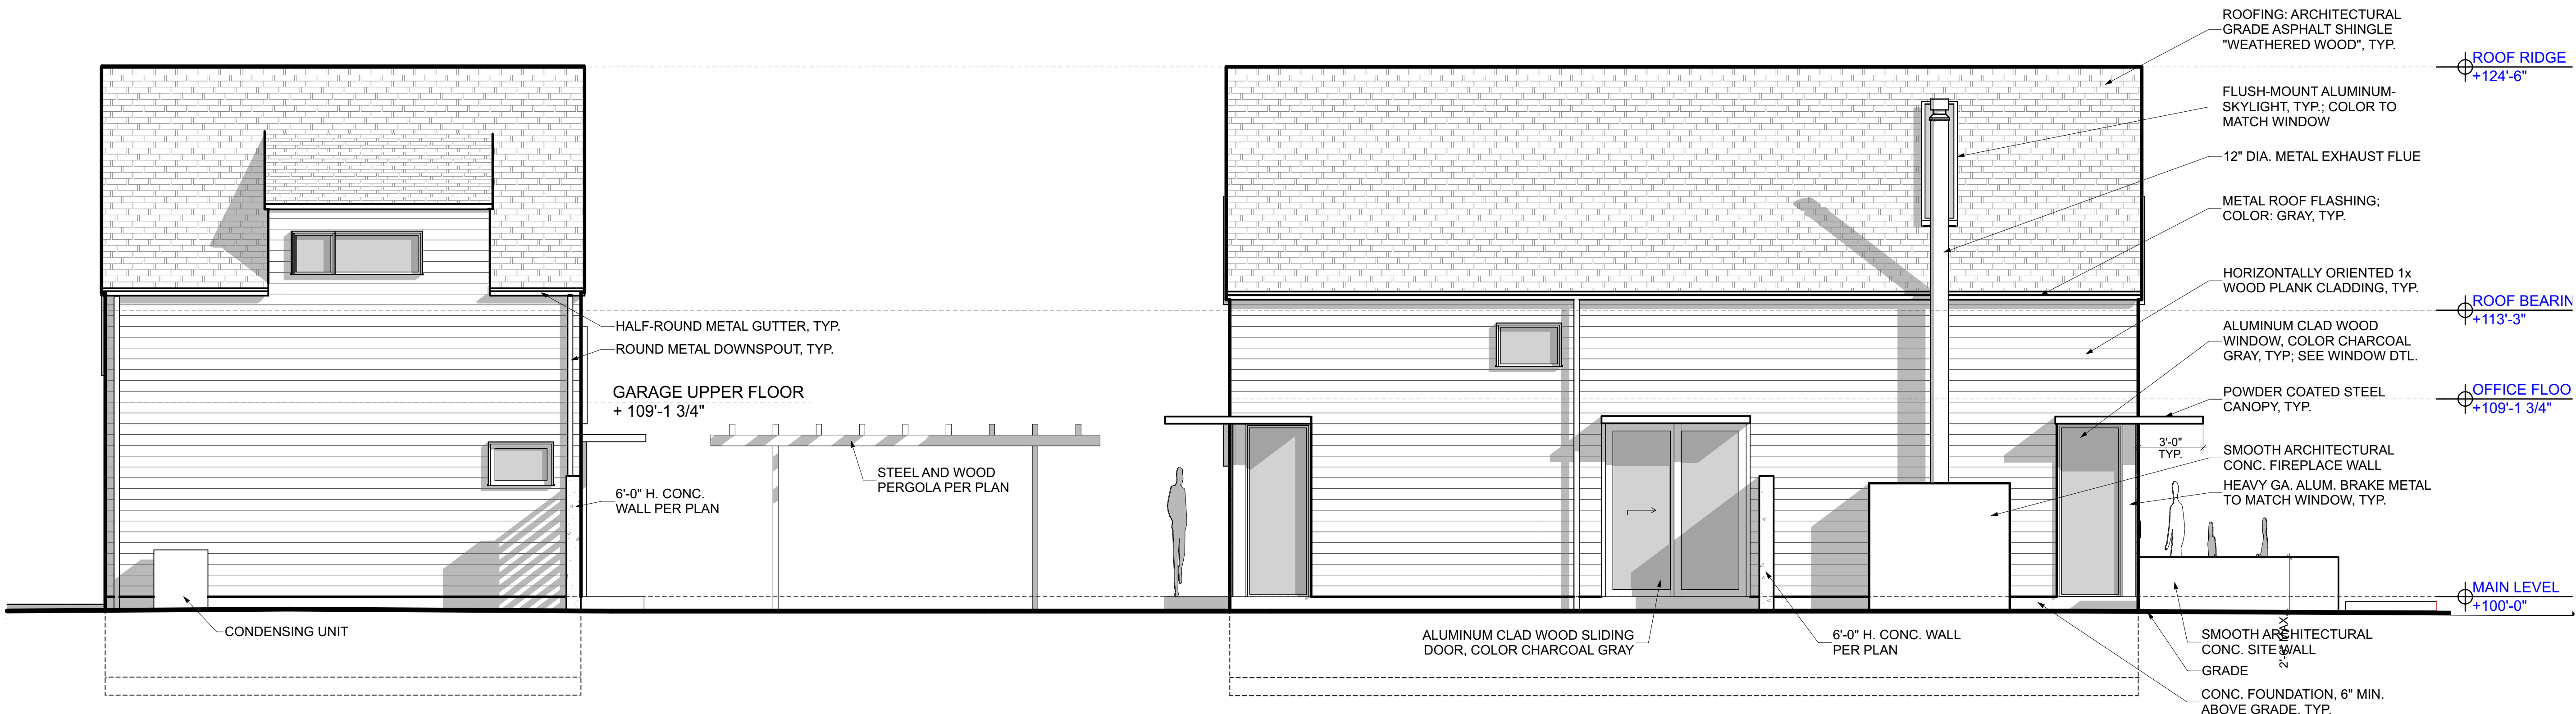 ROOFING: ARCHITECTURAL
GRADE ASPHALT SHINGLE
"WEATHERED WOOD", TYP.
ROOF RIDGE
+124'-6"
FLUSH-MOUNT ALUMINUM-
SKYLIGHT, TYP.; COLOR TO
MATCH WINDOW
12" DIA. METAL EXHAUST FLUE
METAL ROOF FLASHING;
COLOR: GRAY, TYP.
HORIZONTALLY ORIENTED 1x
WOOD PLANK CLADDING, TYP.
ROOF BEARIN
+113'-3"
HALF-ROUND METAL GUTTER, TYP.
ROUND METAL DOWNSPOUT, TYP.
ALUMINUM CLAD WOOD
WINDOW, COLOR CHARCOAL
GRAY, TYP; SEE WINDOW DTL.
GARAGE UPPER FLOOR
+ 109'-1 3/4"
POWDER COATED STEEL
CANOPY, TYP.
OFFICE FLOO
+109'-1 3/4"
3'-0"
TYP.
SMOOTH ARCHITECTURAL
CONC. FIREPLACE WALL
STEEL AND WOOD
PERGOLA PER PLAN
6'-0" H. CONC.
WALL PER PLAN
HEAVY GA. ALUM. BRAKE METAL
TO MATCH WINDOW, TYP.
MAIN LEVEL
+100'-0"
CONDENSING UNIT
ALUMINUM CLAD WOOD SLIDING
DOOR, COLOR CHARCOAL GRAY
6'-0" H. CONC. WALL
PER PLAN
SMOOTH ARCHITECTURAL
CONC. SITE WALL
MAX
GRADE
CONC. FOUNDATION, 6" MIN.
ABOVE GRADE, TYP.